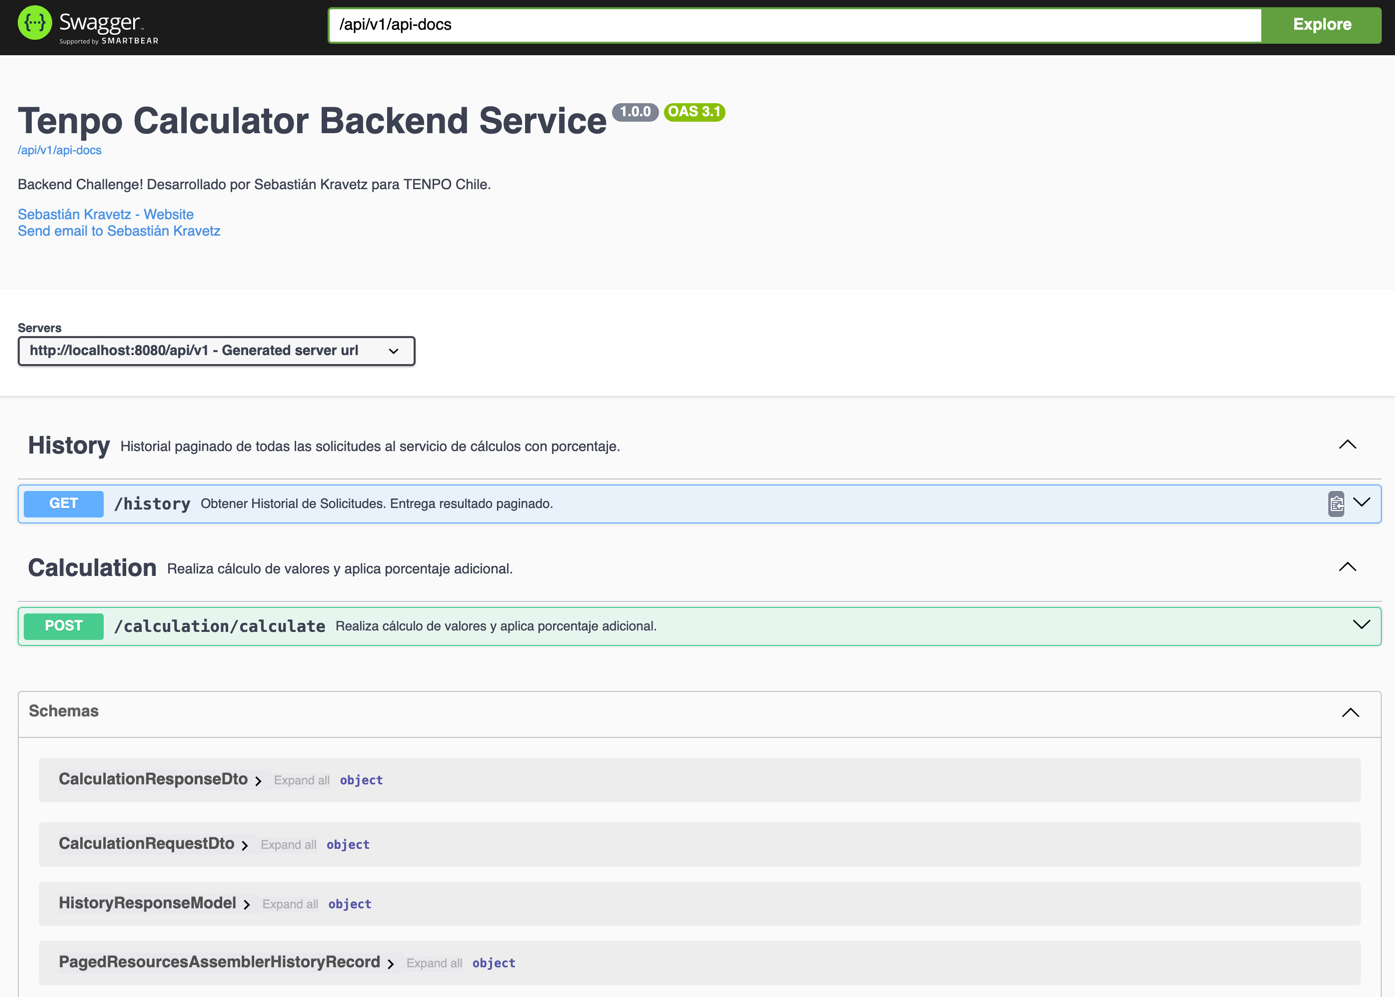 Swagger
Supported by SMARTBEAR
/api/v1/api-docs
Explore
Tenpo Calculator Backend Service 1.0.0 OAS 3.1
/api/v1/api-docs
Backend Challenge! Desarrollado por Sebastián Kravetz para TENPO Chile.
Sebastián Kravetz - Website
Send email to Sebastián Kravetz
Servers
http://localhost:8080/api/v1 - Generated server url
History Historial paginado de todas las solicitudes al servicio de cálculos con porcentaje.
GET /history Obtener Historial de Solicitudes. Entrega resultado paginado.
Calculation Realiza cálculo de valores y aplica porcentaje adicional.
POST /calculation/calculate Realiza cálculo de valores y aplica porcentaje adicional.
Schemas
CalculationResponseDto Expand all object
CalculationRequestDto Expand all object
HistoryResponseModel Expand all object
PagedResourcesAssemblerHistoryRecord Expand all object